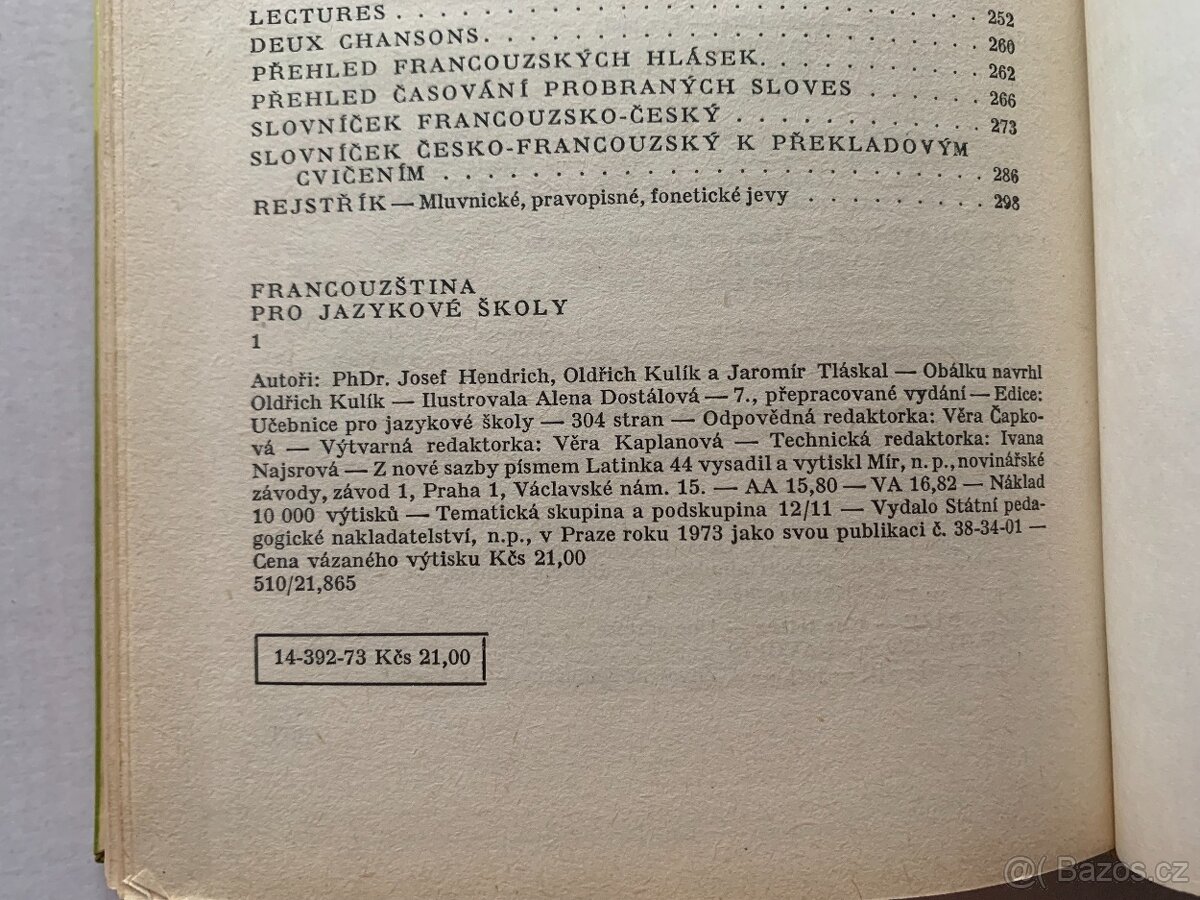 LECTURES . . . . . . . . . . . . . . . . . . . . . . . . . . . . 252
DEUX CHANSONS. . . . . . . . . . . . . . . . . . . . . . . . 260
PŘEHLED FRANCOUZSKÝCH HLÁSEK. . . . . . . . . . . 262
PŘEHLED ČASOVÁNÍ PROBRANÝCH SLOVES . . . . . . 266
SLOVNÍČEK FRANCOUZSKO-ČESKÝ . . . . . . . . . . . . 273
SLOVNÍČEK ČESKO-FRANCOUZSKÝ K PŘEKLADOVÝM
CVIČENÍM . . . . . . . . . . . . . . . . . . . . . . . . . . 286
REJSTŘÍK — Mluvnické, pravopisné, fonetické jevy . . . . . . . . . 298
FRANCOUZŠTINA
PRO JAZYKOVÉ ŠKOLY
1
Autoři: PhDr. Josef Hendrich, Oldřich Kulík a Jaromír Tláskal — Obálku navrhl
Oldřich Kulík — Ilustrovala Alena Dostálová — 7., přepracované vydání — Edice:
Učebnice pro jazykové školy — 304 stran — Odpovědná redaktorka: Věra Čapko-
vá — Výtvarná redaktorka: Věra Kaplanová — Technická redaktorka: Ivana
Najsrová — Z nové sazby písmem Latinka 44 vysadil a vytiskl Mír, n. p., novinářské
závody, závod 1, Praha 1, Václavské nám. 15. — AA 15,80 — VA 16,82 — Náklad
10 000 výtisků — Tematická skupina a podskupina 12/11 — Vydalo Státní peda-
gogické nakladatelství, n.p., v Praze roku 1973 jako svou publikaci č. 38-34-01 —
Cena vázaného výtisku Kčs 21,00
510/21,865
14-392-73 Kčs 21,00
@( Bazos.cz